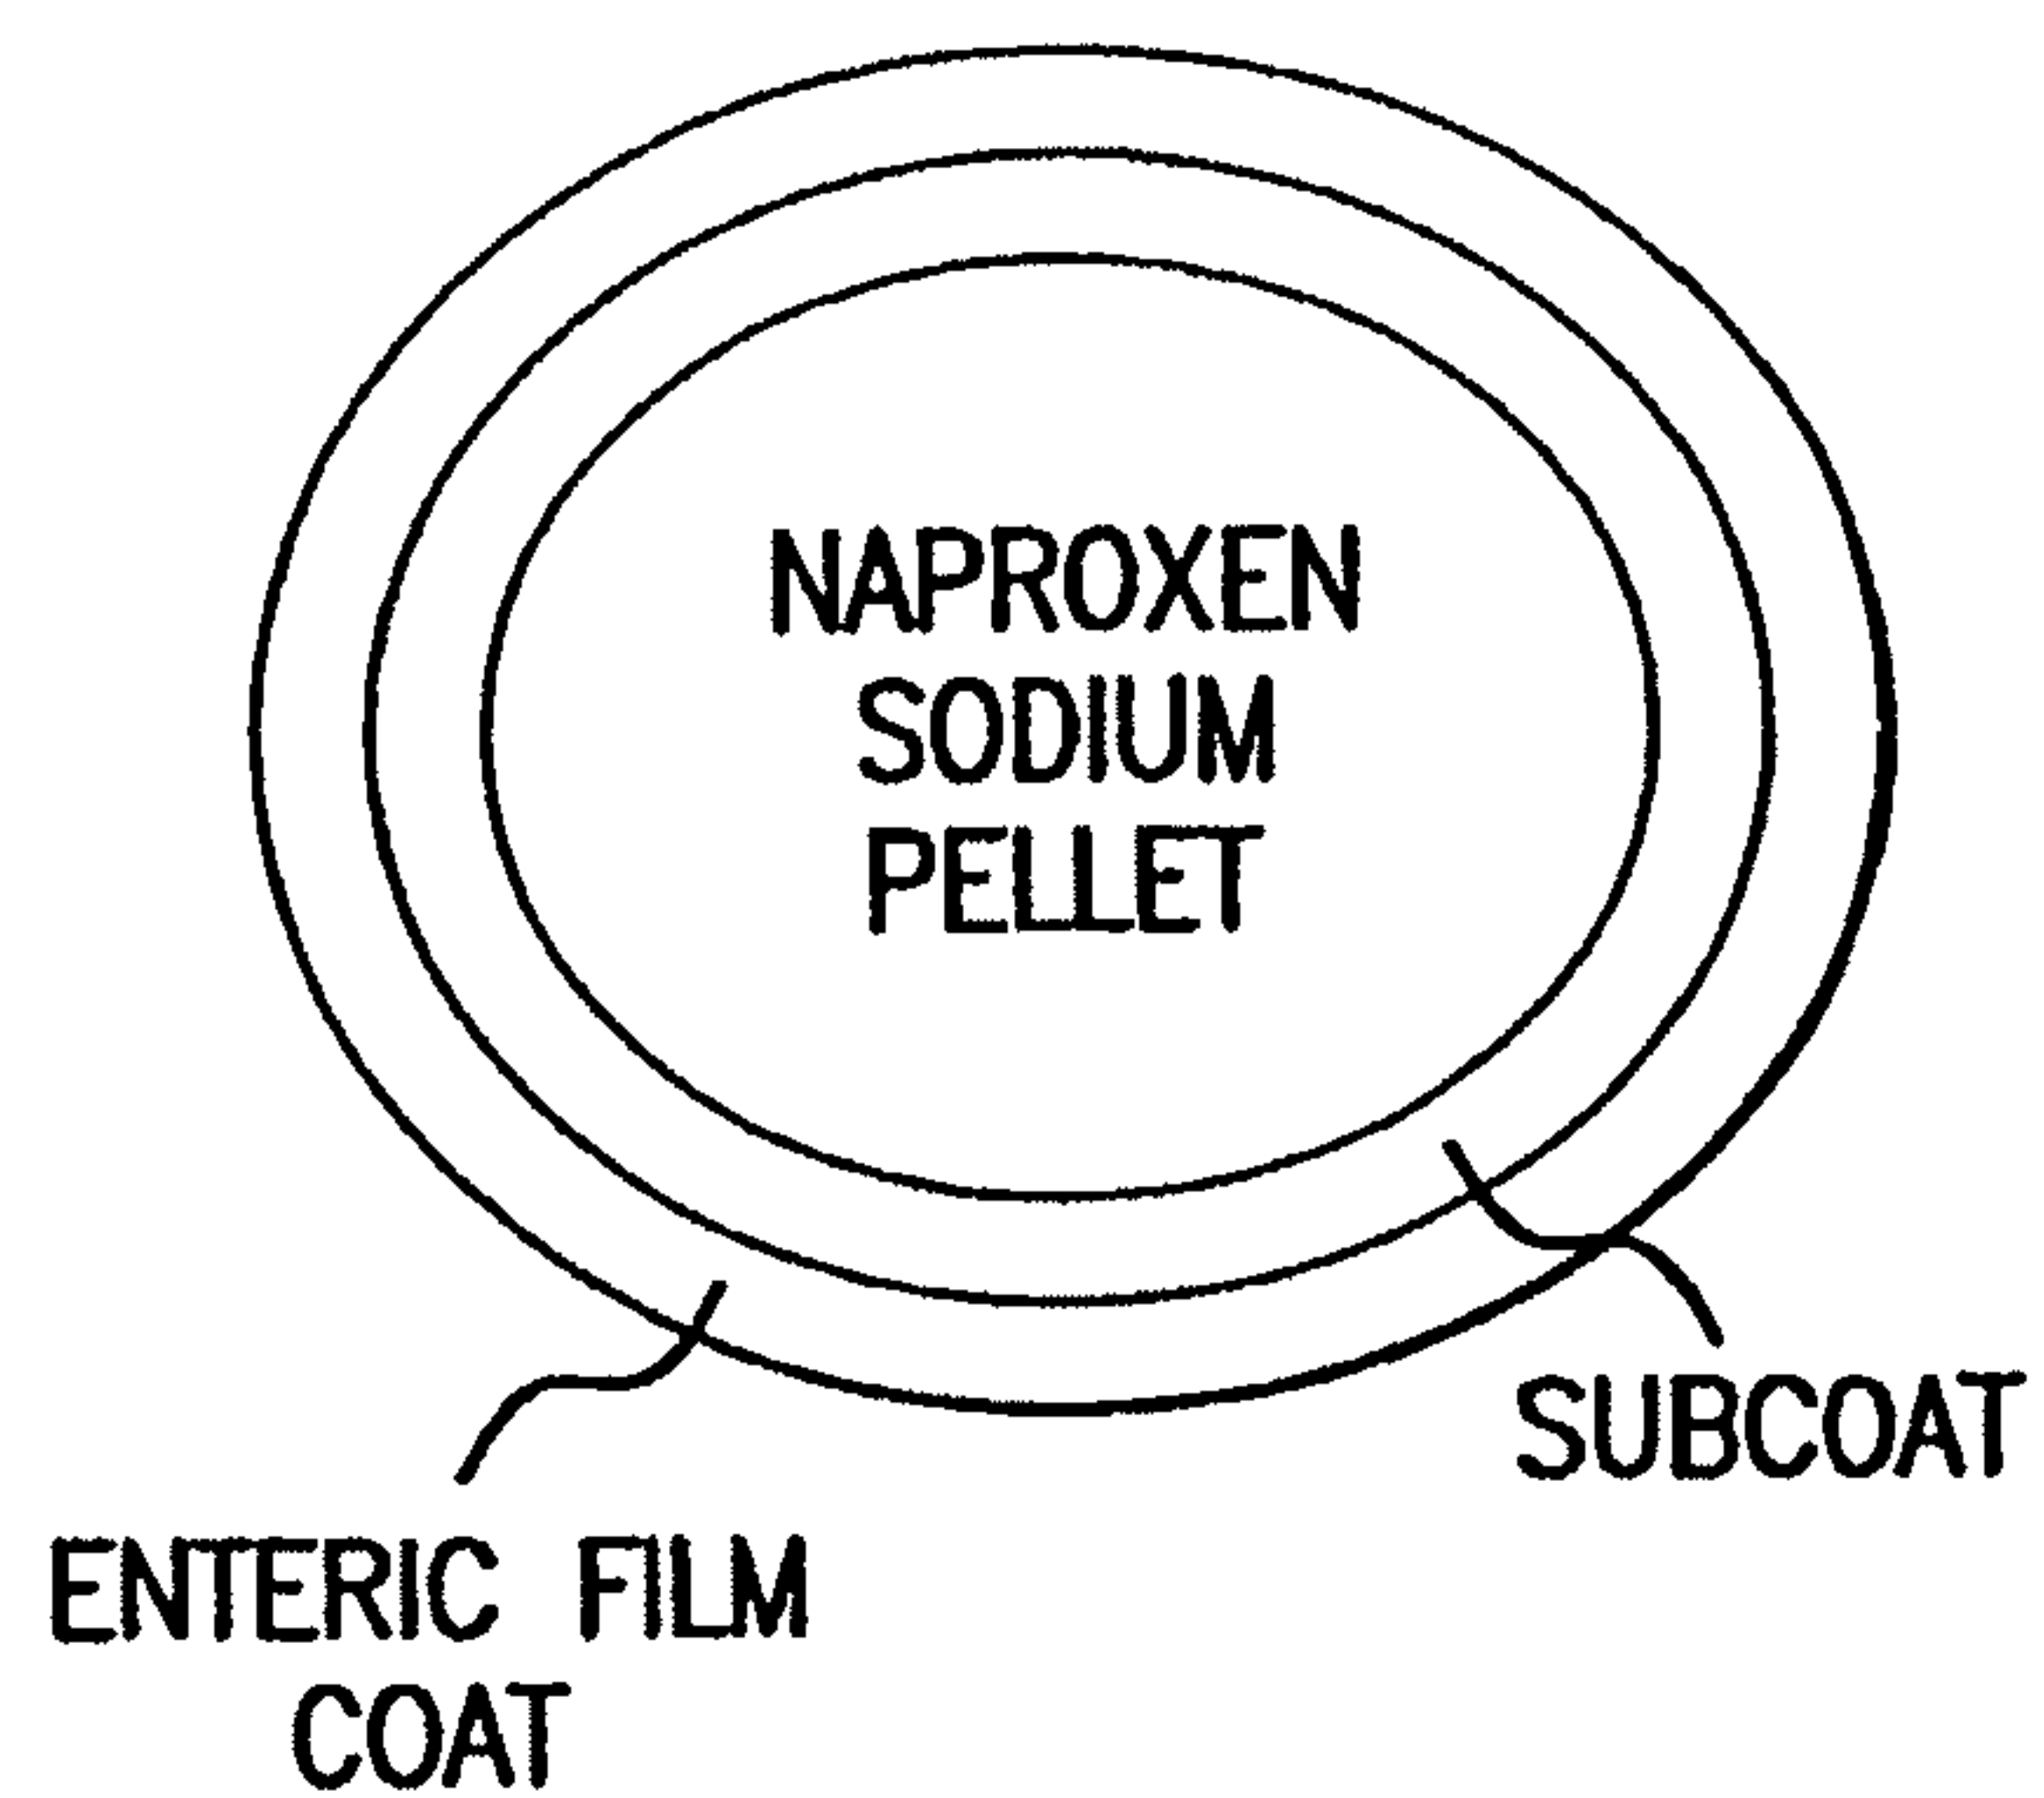 NAPROXEN
SODIUM
PELLET
SUBCOAT
ENTERIC FILM
COAT